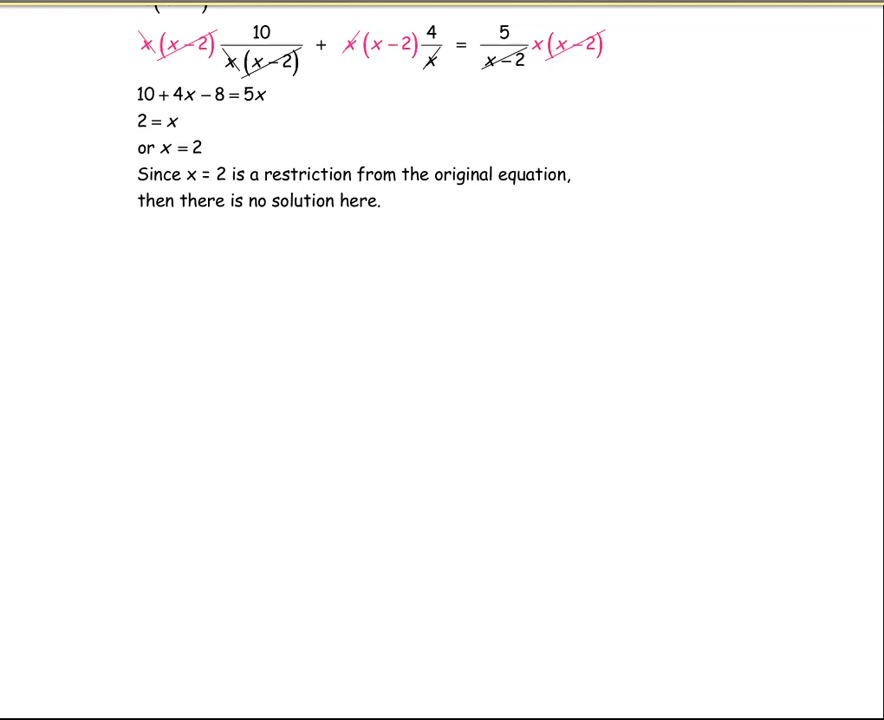 x(x-2) 10/x(x-2) + x(x-2) 4/x = 5/x-2 x(x-2)
10 + 4x - 8 = 5x
2 = x
or x = 2
Since x = 2 is a restriction from the original equation,
then there is no solution here.